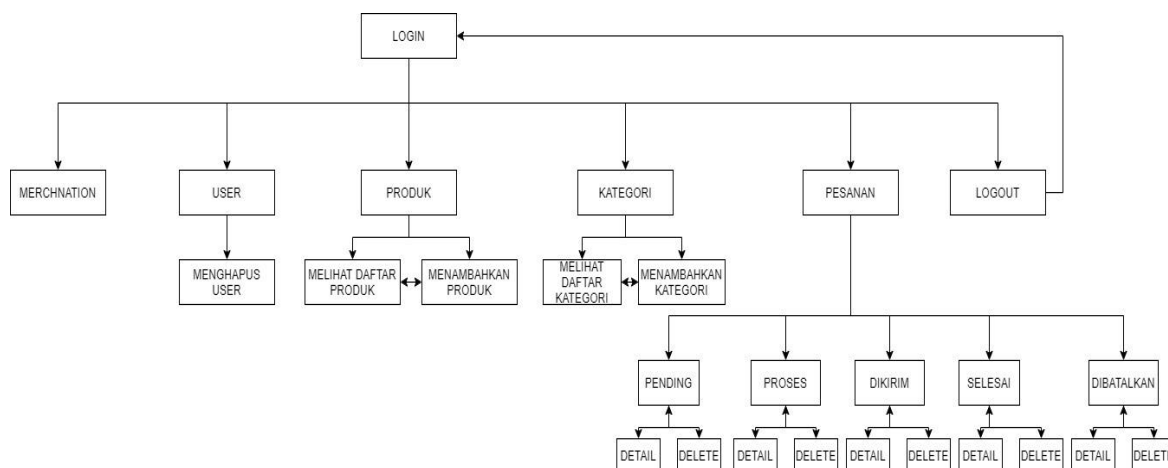 LOGIN
MERCHNATION
USER
PRODUK
KATEGORI
PESANAN
LOGOUT
MENGHAPUS
USER
MELIHAT DAFTAR
PRODUK
MENAMBAHKAN
PRODUK
MELIHAT
DAFTAR
KATEGORI
MENAMBAHKAN
KATEGORI
PENDING
PROSES
DIKIRIM
SELESAI
DIBATALKAN
DETAIL
DELETE
DETAIL
DELETE
DETAIL
DELETE
DETAIL
DELETE
DETAIL
DELETE